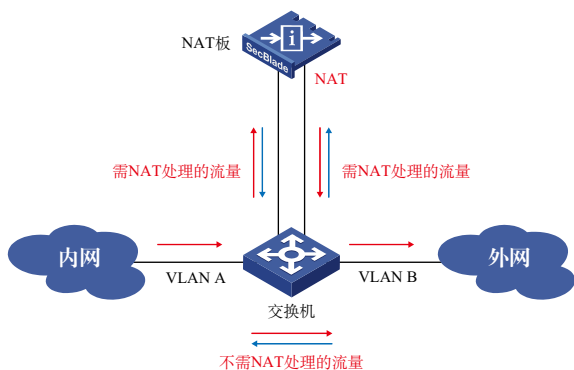 NAT板
i
SecBlade
NAT
需NAT处理的流量
需NAT处理的流量
内网
外网
VLAN A
VLAN B
交换机
不需NAT处理的流量